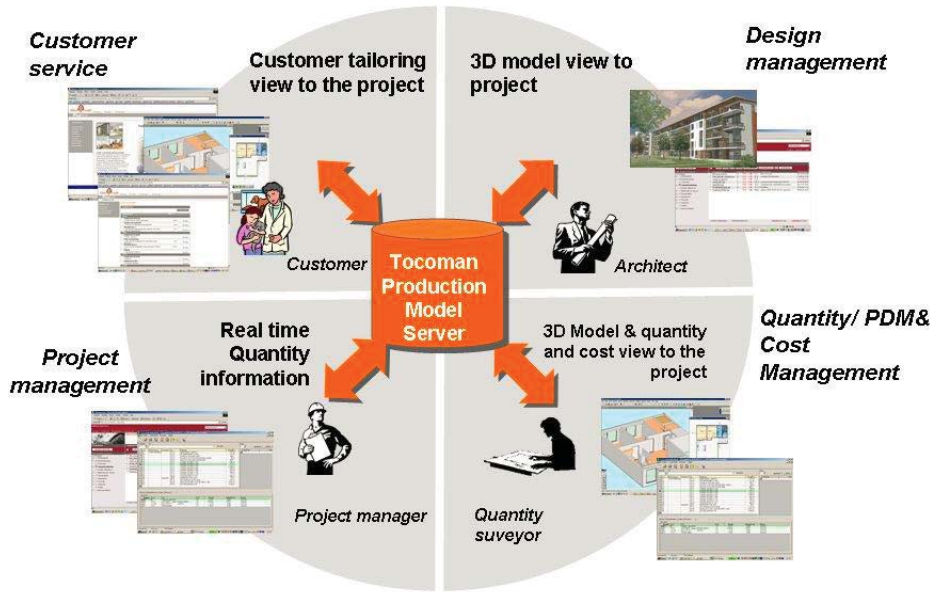 Customer
service
Customer tailoring
view to the project
3D model view to
project
Design
management
Customer
Tocoman
Production
Model
Server
Architect
Project
management
Real time
Quantity
information
3D Model & quantity
and cost view to the
project
Quantity/ PDM&
Cost
Management
Project manager
Quantity
suveyor